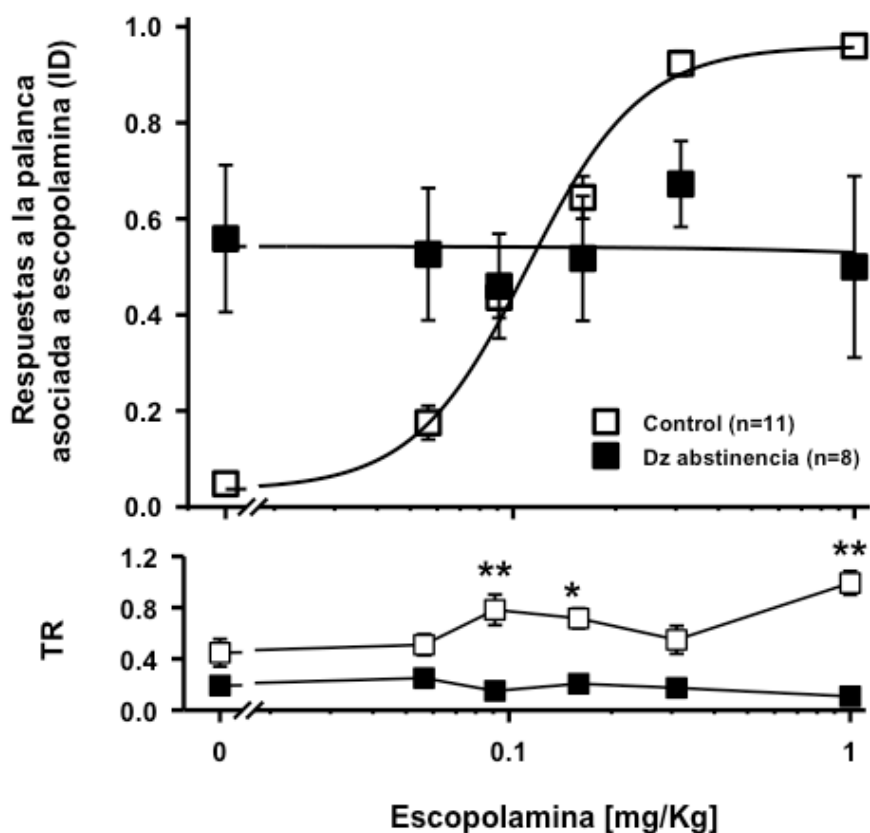 Respuestas a la palanca
asociada a escopolamina (ID)
1.0
0.8
0.6
0.4
0.2
0.0
Control (n=11)
Dz abstinencia (n=8)
TR
1.2
0.8
0.4
0.0
**
*
**
0
0.1
1
Escopolamina [mg/Kg]